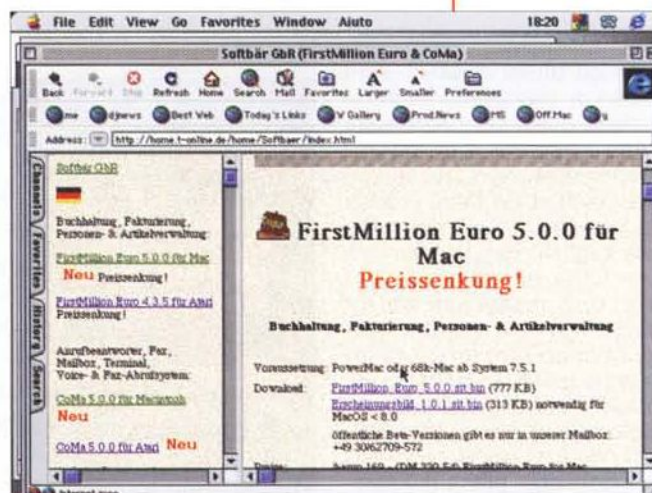 File Edit View Go Favorites Window Aiuto 18:20
Softbär GbR (FirstMillion Euro & CoMa)
Back Forward Stop Refresh Home Search Mail Favorites Larger Smaller Preferences
Best Web Today's Links W Gallery Prod.News MS Off.Mac
Address: http://home.t-online.de/home/Softbaer/index.html
Channels
Favorites
History
Search
Softbär GbR
Buchhaltung, Fakturierung,
Personen- & Artikelverwaltung:
FirstMillion Euro 5.0.0 für Mac
Neu Preissenkung!
FirstMillion Euro 4.3.5 für Atari
Preissenkung!
Anrufbeantworter, Fax,
Mailbox, Terminal,
Voice- & Fax-Abrufsystem:
CoMa 5.0.0 für Macintosh
Neu
CoMa 5.0.0 für Atari Neu
FirstMillion Euro 5.0.0 für
Mac
Preissenkung!
Buchhaltung, Fakturierung, Personen- & Artikelverwaltung
Voraussetzung: PowerMac oder 68k-Mac ab System 7.5.1
Download: FirstMillion_Euro_5.0.0.sit.bin (777 KB)
Erscheinungsbild_1.0.1.sit.bin (313 KB) notwendig für
MacOS < 8.0
öffentliche Beta-Versionen gibt es nur in unserer Mailbox:
+49 30/62709-572
Internet zone